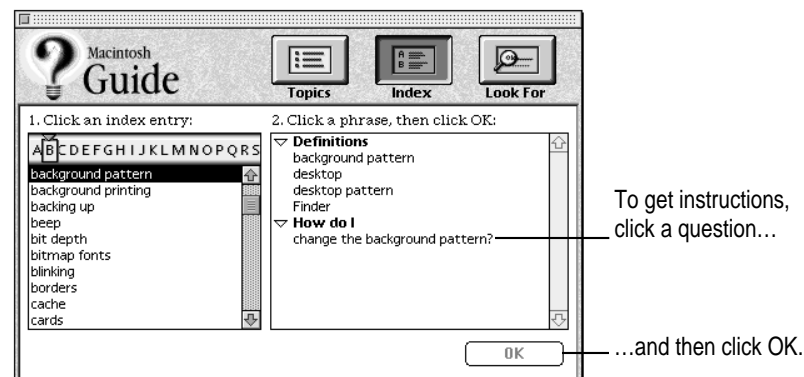 Macintosh
Guide
Topics
Index
Look For
1. Click an index entry:
A B C D E F G H I J K L M N O P Q R S
background pattern
background printing
backing up
beep
bit depth
bitmap fonts
blinking
borders
cache
cards
2. Click a phrase, then click OK:
Definitions
background pattern
desktop
desktop pattern
Finder
How do I
change the background pattern?
OK
To get instructions,
click a question…
…and then click OK.